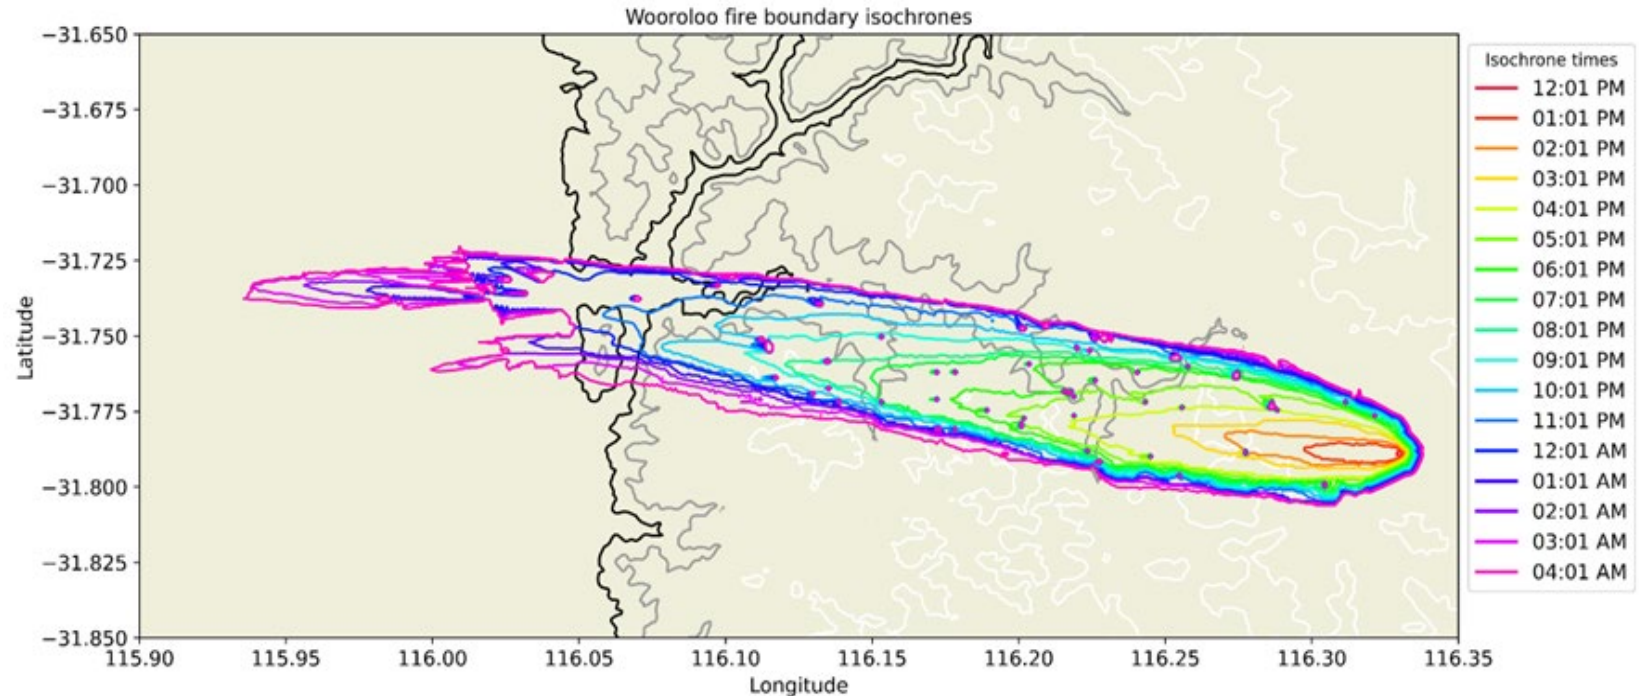 Wooroloo fire boundary isochrones
−31.650
−31.675
−31.700
−31.725
−31.750
−31.775
−31.800
−31.825
−31.850
Latitude
115.90 115.95 116.00 116.05 116.10 116.15 116.20 116.25 116.30 116.35
Longitude
Isochrone times
12:01 PM
01:01 PM
02:01 PM
03:01 PM
04:01 PM
05:01 PM
06:01 PM
07:01 PM
08:01 PM
09:01 PM
10:01 PM
11:01 PM
12:01 AM
01:01 AM
02:01 AM
03:01 AM
04:01 AM